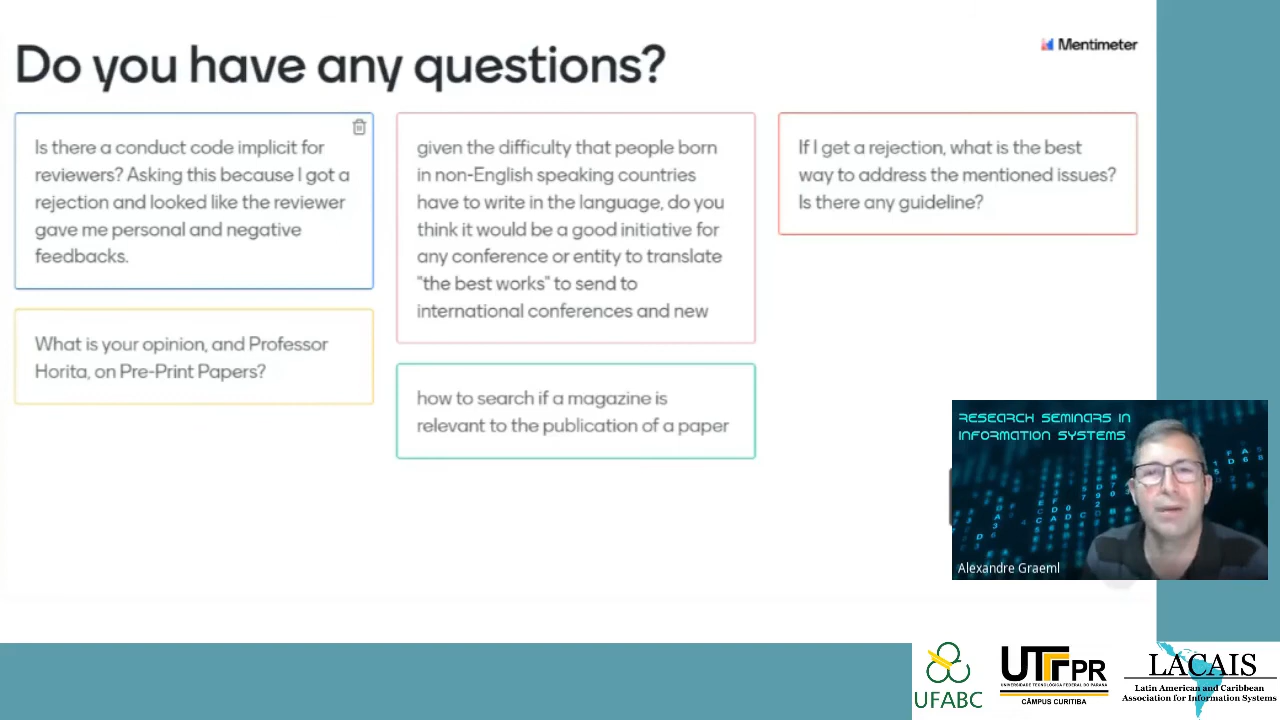 Do you have any questions?
Mentimeter
Is there a conduct code implicit for
reviewers? Asking this because I got a
rejection and looked like the reviewer
gave me personal and negative
feedbacks.
What is your opinion, and Professor
Horita, on Pre-Print Papers?
given the difficulty that people born
in non-English speaking countries
have to write in the language, do you
think it would be a good initiative for
any conference or entity to translate
"the best works" to send to
international conferences and new
how to search if a magazine is
relevant to the publication of a paper
If I get a rejection, what is the best
way to address the mentioned issues?
Is there any guideline?
RESEARCH SEMINARS IN
INFORMATION SYSTEMS
Alexandre Graeml
UFABC
UTFPR
UNIVERSIDADE TECNOLÓGICA FEDERAL DO PARANÁ
CÂMPUS CURITIBA
LACAIS
Latin American and Caribbean
Association for Information Systems